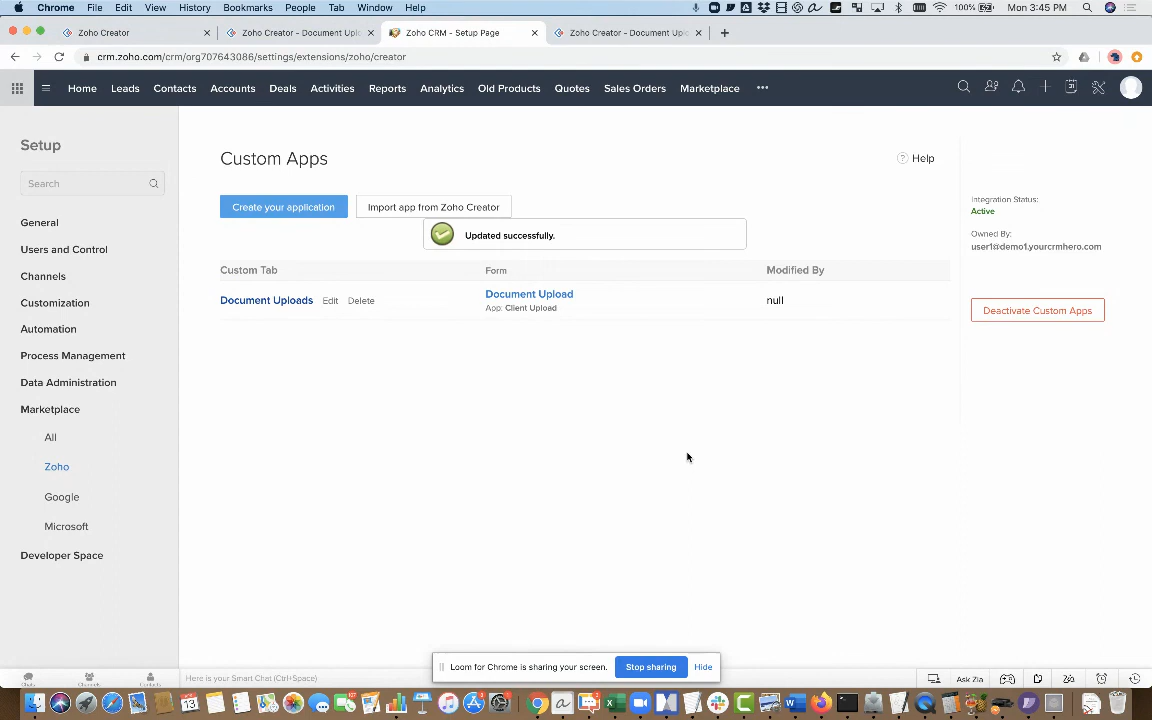 Chrome File Edit View History Bookmarks People Tab Window Help 100% Mon 3:45 PM
Zoho Creator Zoho Creator - Document Uplo Zoho CRM - Setup Page Zoho Creator - Document Uplo
crm.zoho.com/crm/org707643086/settings/extensions/zoho/creator
Home Leads Contacts Accounts Deals Activities Reports Analytics Old Products Quotes Sales Orders Marketplace •••
Setup
Search
General
Users and Control
Channels
Customization
Automation
Process Management
Data Administration
Marketplace
All
Zoho
Google
Microsoft
Developer Space
Custom Apps
Help
Create your application Import app from Zoho Creator
Updated successfully.
Custom Tab Form Modified By
Document Uploads Edit Delete Document Upload null
App: Client Upload
Integration Status:
Active
Owned By:
user1@demo1.yourcrmhero.com
Deactivate Custom Apps
Loom for Chrome is sharing your screen. Stop sharing Hide
Chats Channels Contacts Here is your Smart Chat (Ctrl+Space) Ask Zia